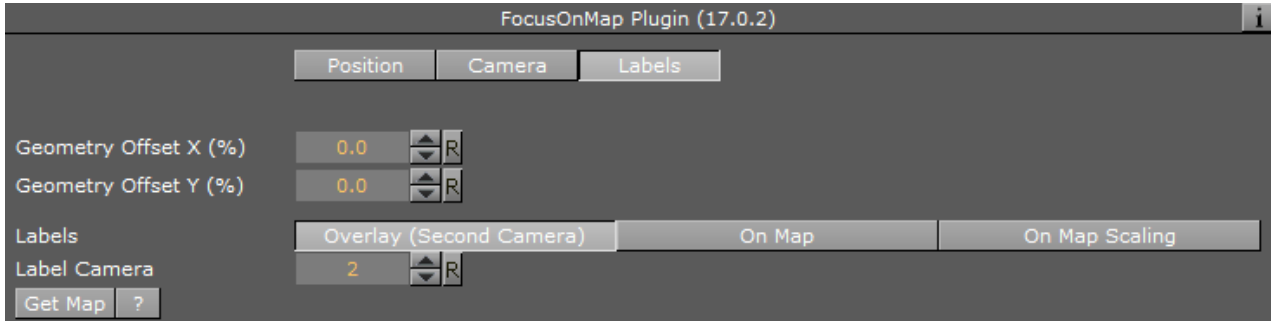 FocusOnMap Plugin (17.0.2) i
Position Camera Labels
Geometry Offset X (%) 0.0 R
Geometry Offset Y (%) 0.0 R
Labels Overlay (Second Camera) On Map On Map Scaling
Label Camera 2 R
Get Map ?